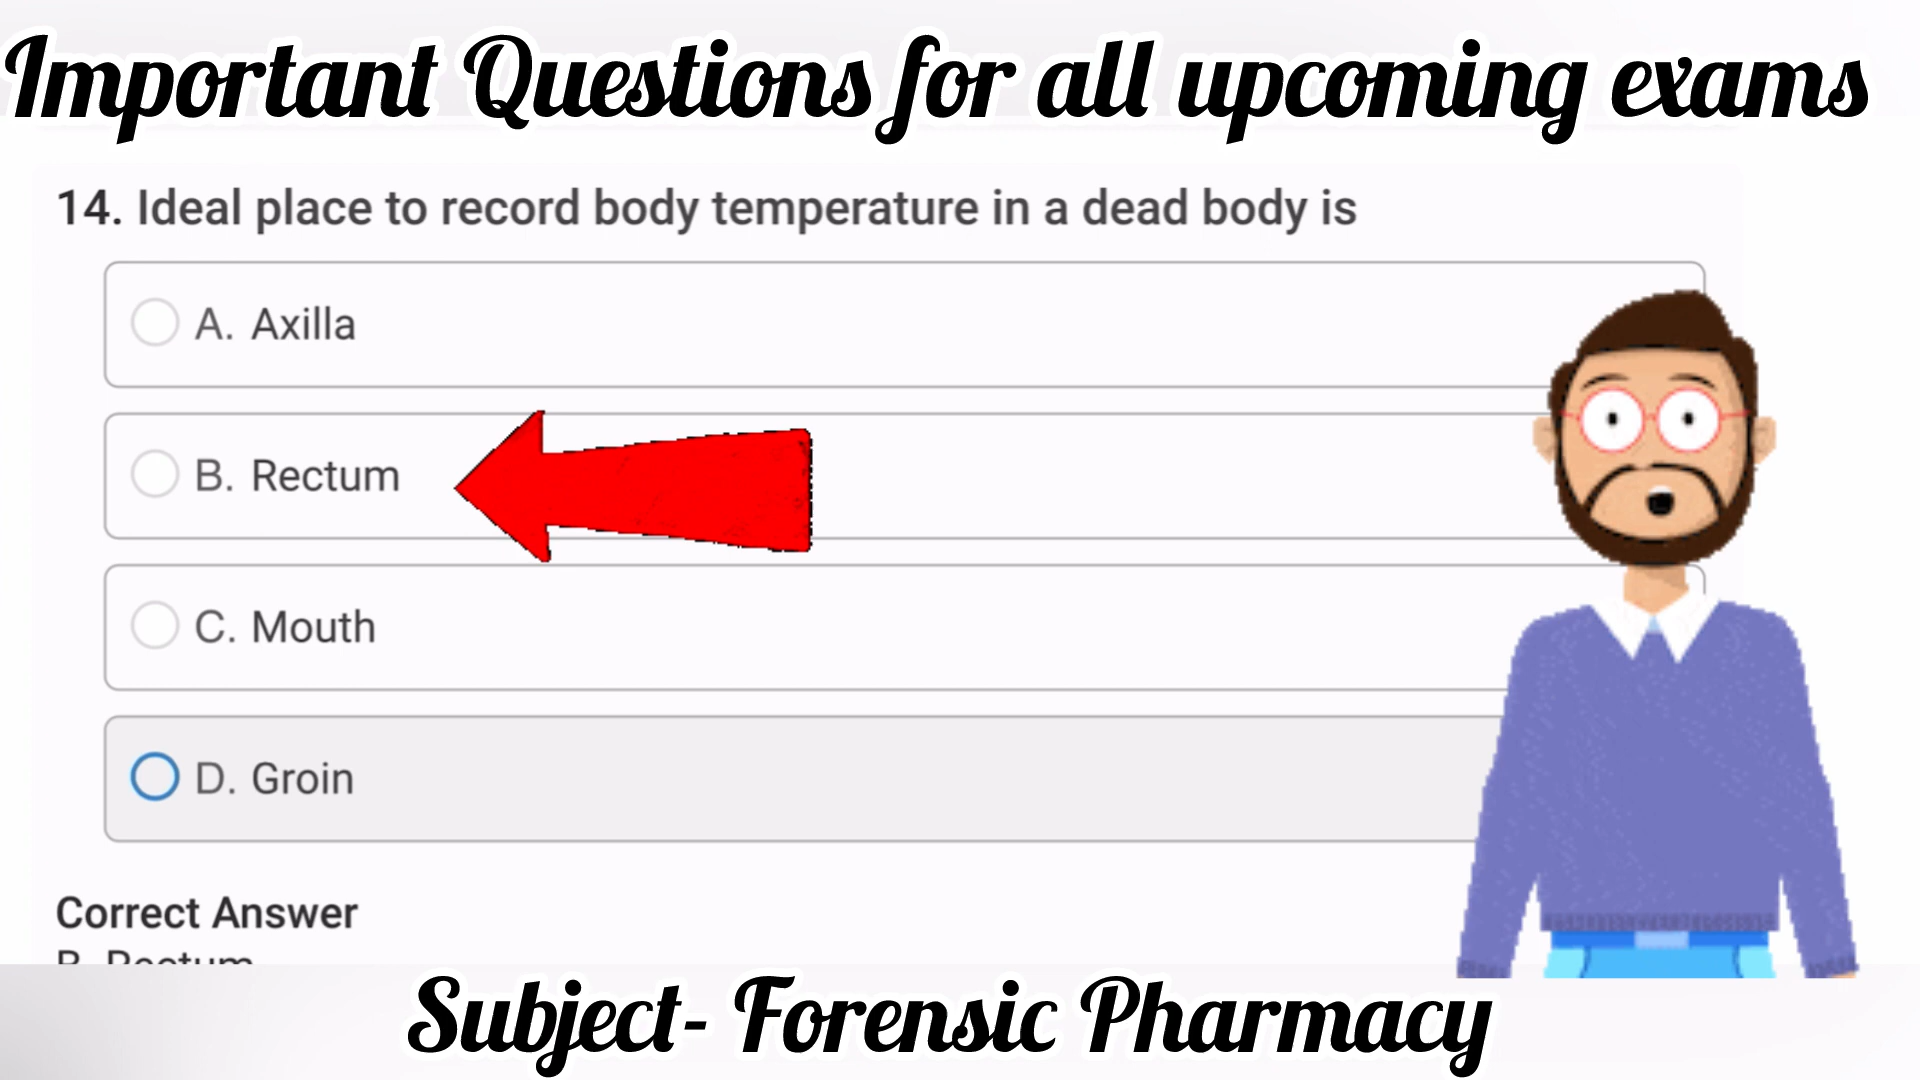 Important Questions for all upcoming exams
14. Ideal place to record body temperature in a dead body is
A. Axilla
B. Rectum
C. Mouth
D. Groin
Correct Answer
B. Rectum
Subject- Forensic Pharmacy